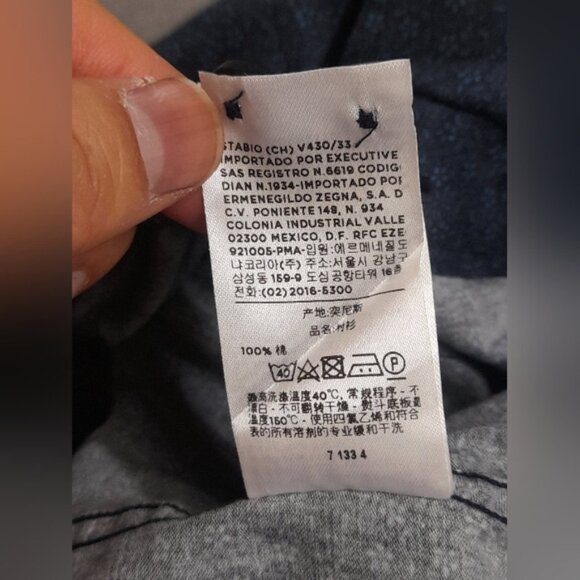 STABIO (CH) V430/33
IMPORTADO POR EXECUTIVE
SAS REGISTRO N.6619 CODIG
DIAN N.1934-IMPORTADO POR
ERMENEGILDO ZEGNA, S.A. D
C.V. PONIENTE 148, N. 934
COLONIA INDUSTRIAL VALLE
02300 MEXICO, D.F. RFC EZE
921005-PMA-입원:에르메네질도
나코리아(주) 주소:서울시 강남구
삼성동 159-9 도심 공항타워 16층
전화:(02) 2016-5300
产地:突尼斯
品名:衬衫
100% 棉
40 P
最高洗涤温度40℃, 常规程序 - 不
漂白 - 不可翻转干燥 - 熨斗底板最
温度150℃ - 使用四氯乙烯和符合
表的所有溶剂的专业缓和干洗
7 133 4